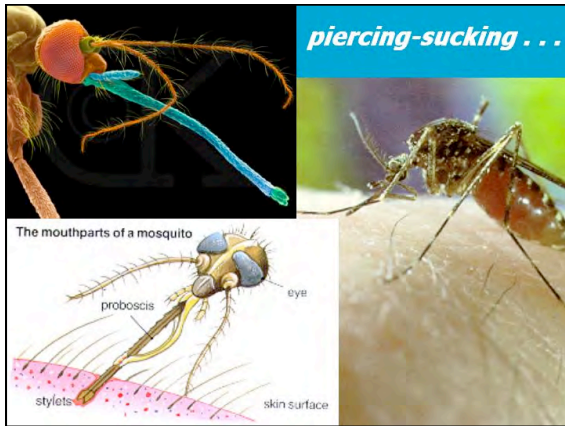 piercing-sucking . . .
The mouthparts of a mosquito
eye
proboscis
stylets
skin surface